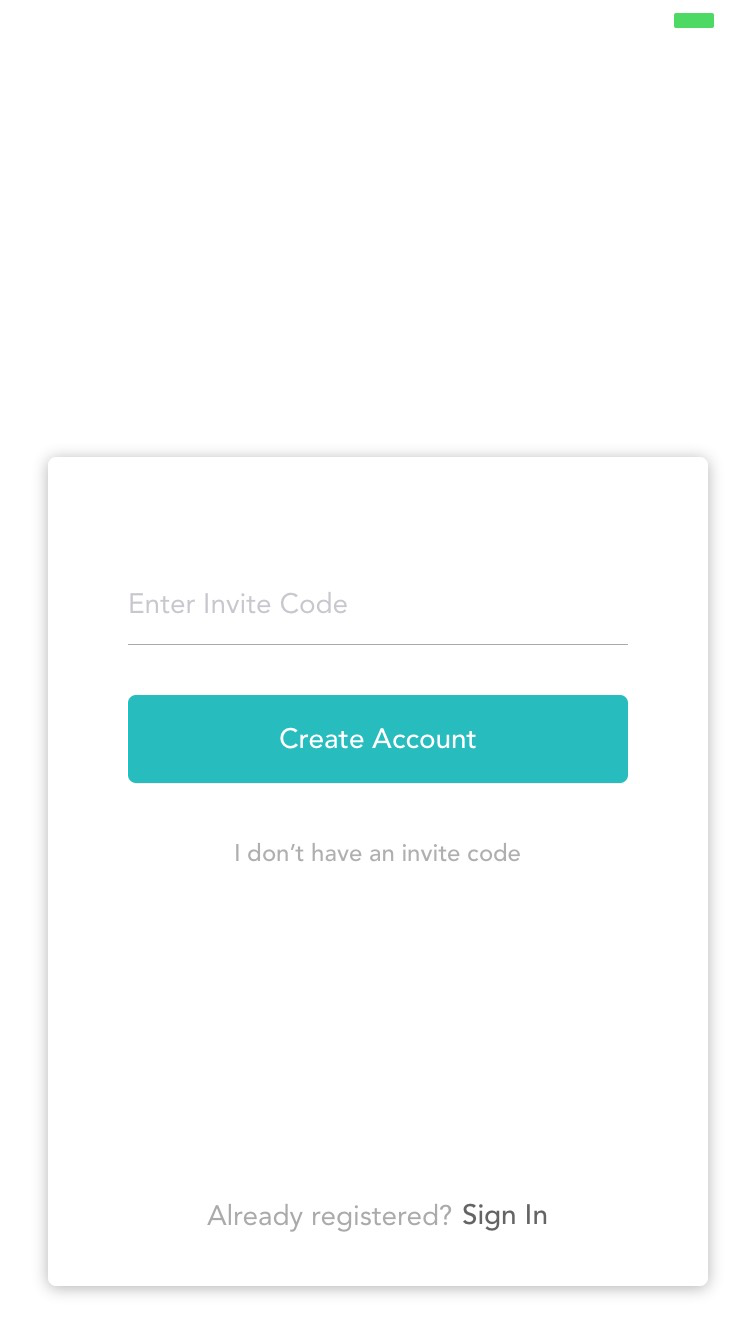 Enter Invite Code
Create Account
I don’t have an invite code
Already registered? Sign In